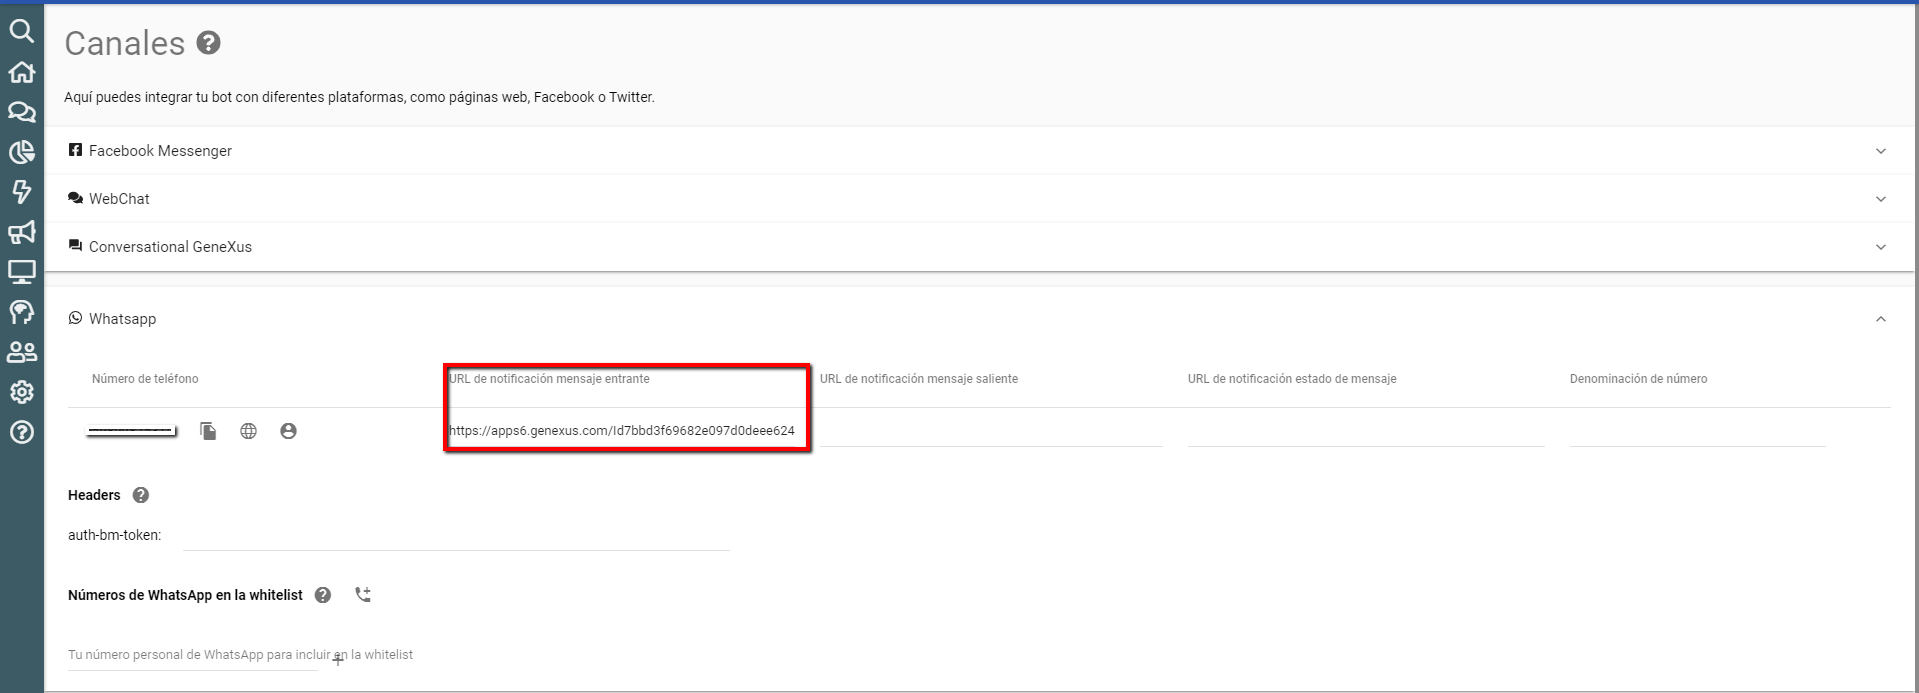 Canales
Aquí puedes integrar tu bot con diferentes plataformas, como páginas web, Facebook o Twitter.
Facebook Messenger
WebChat
Conversational GeneXus
Whatsapp
Número de teléfono URL de notificación mensaje entrante URL de notificación mensaje saliente URL de notificación estado de mensaje Denominación de número
https://apps6.genexus.com/Id7bbd3f69682e097d0deee624
Headers
auth-bm-token:
Números de WhatsApp en la whitelist
Tu número personal de WhatsApp para incluir en la whitelist